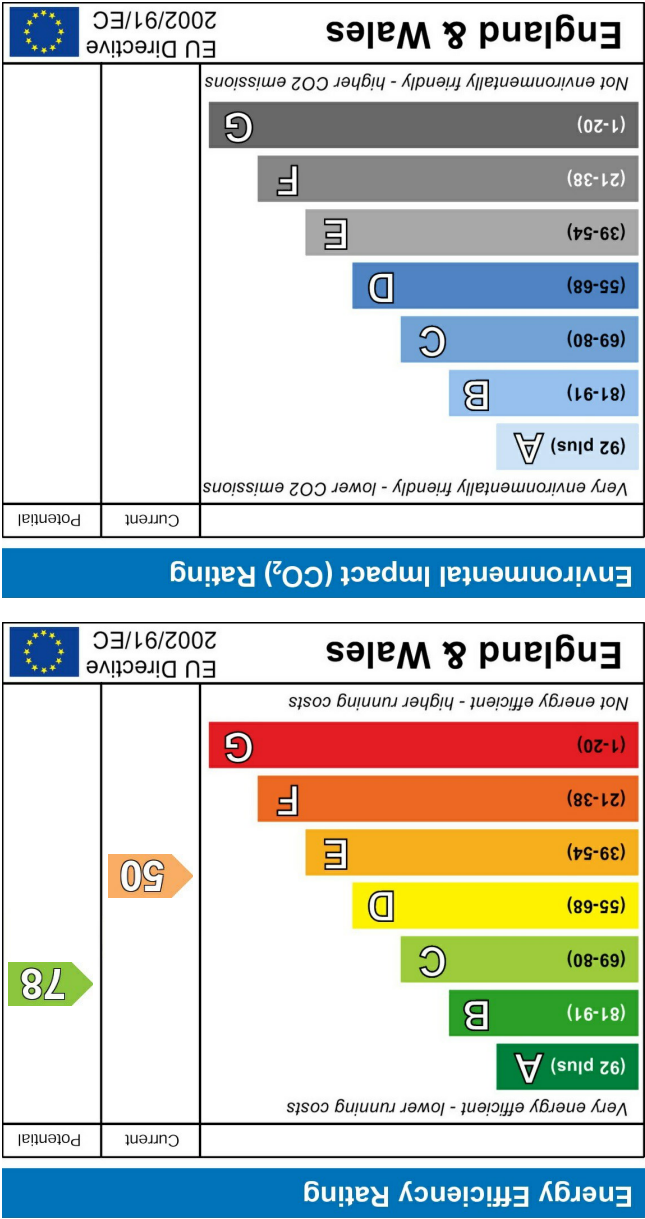 Energy Efficiency Rating
Current Potential
Very energy efficient - lower running costs
(92 plus) A
(81-91) B
(69-80) C
(55-68) D
(39-54) E
(21-38) F
(1-20) G
50
78
Not energy efficient - higher running costs
England & Wales
EU Directive
2002/91/EC
Environmental Impact (CO₂) Rating
Current Potential
Very environmentally friendly - lower CO2 emissions
(92 plus) A
(81-91) B
(69-80) C
(55-68) D
(39-54) E
(21-38) F
(1-20) G
Not environmentally friendly - higher CO2 emissions
England & Wales
EU Directive
2002/91/EC